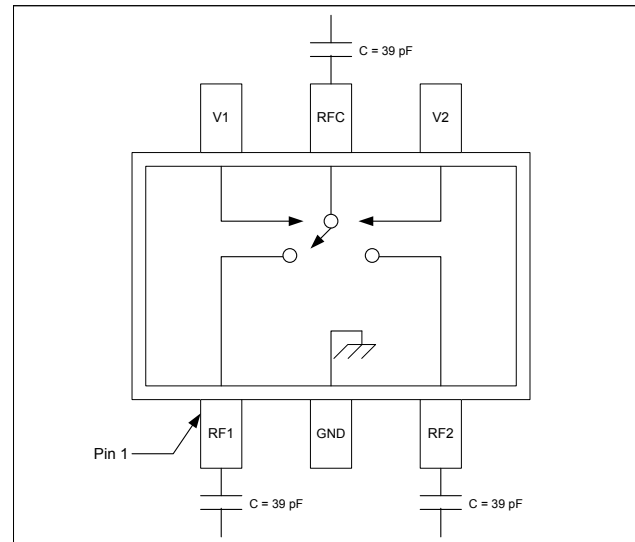 C = 39 pF
V1
RFC
V2
RF1
GND
RF2
Pin 1
C = 39 pF
C = 39 pF